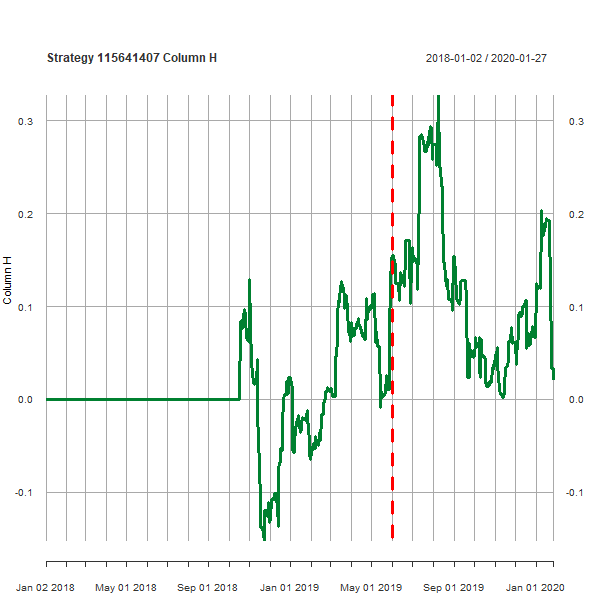 Strategy 115641407 Column H 2018-01-02 / 2020-01-27
0.3 0.3
0.2 0.2
0.1 0.1
0.0 0.0
-0.1 -0.1
Column H
Jan 02 2018 May 01 2018 Sep 01 2018 Jan 01 2019 May 01 2019 Sep 01 2019 Jan 01 2020